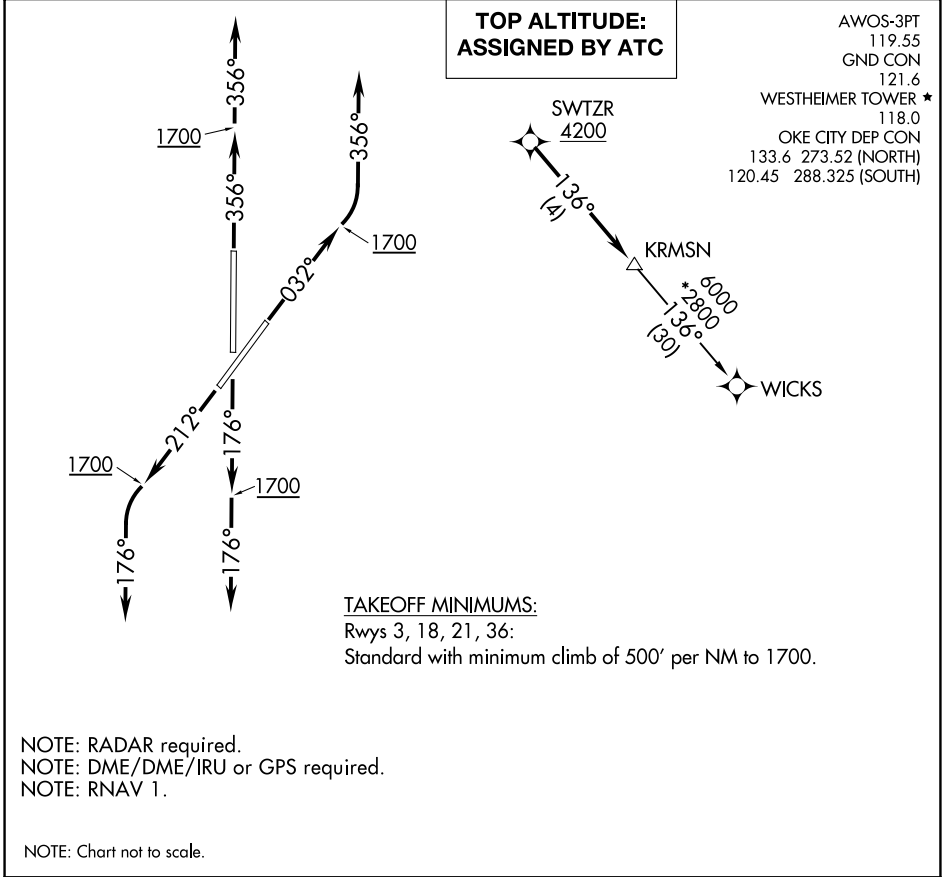 TOP ALTITUDE:
ASSIGNED BY ATC
AWOS-3PT
119.55
GND CON
121.6
WESTHEIMER TOWER ★
118.0
OKE CITY DEP CON
133.6 273.52 (NORTH)
120.45 288.325 (SOUTH)
356°
1700
356°
356°
1700
032°
212°
176°
1700
1700
176°
176°
SWTZR
4200
136°
(4)
KRMSN
6000
*2800
136°
(30)
WICKS
TAKEOFF MINIMUMS:
Rwys 3, 18, 21, 36:
Standard with minimum climb of 500' per NM to 1700.
NOTE: RADAR required.
NOTE: DME/DME/IRU or GPS required.
NOTE: RNAV 1.
NOTE: Chart not to scale.